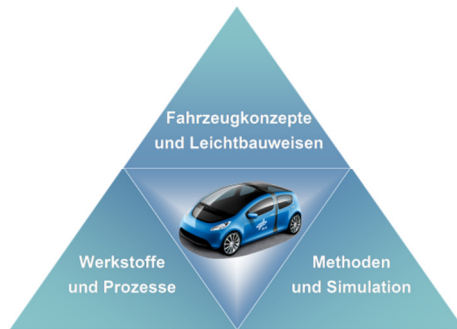 Fahrzeugkonzepte
und Leichtbauweisen
Werkstoffe
und Prozesse
Methoden
und Simulation